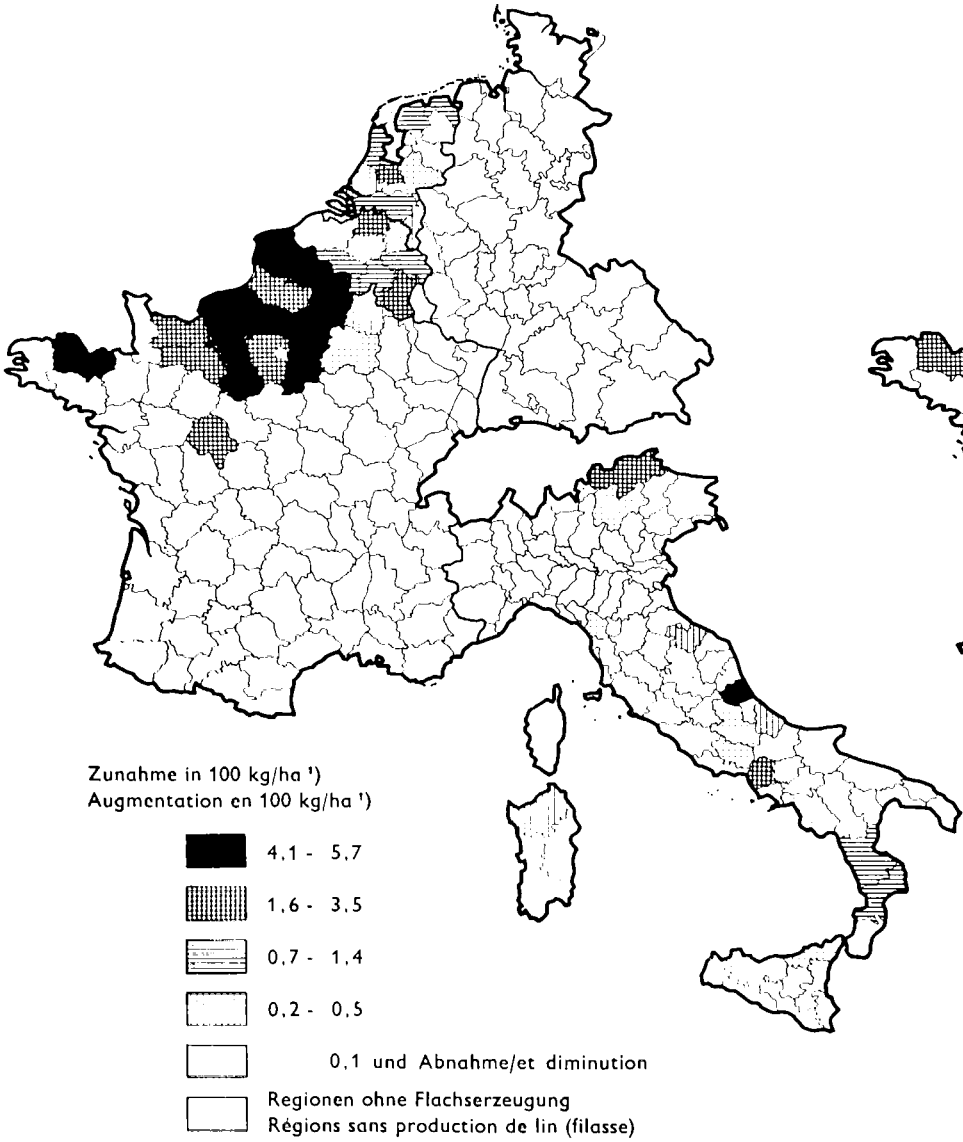 Zunahme in 100 kg/ha ¹)
Augmentation en 100 kg/ha ¹)
4,1 - 5,7
1,6 - 3,5
0,7 - 1,4
0,2 - 0,5
0,1 und Abnahme/et diminution
Regionen ohne Flachserzeugung
Régions sans production de lin (filasse)